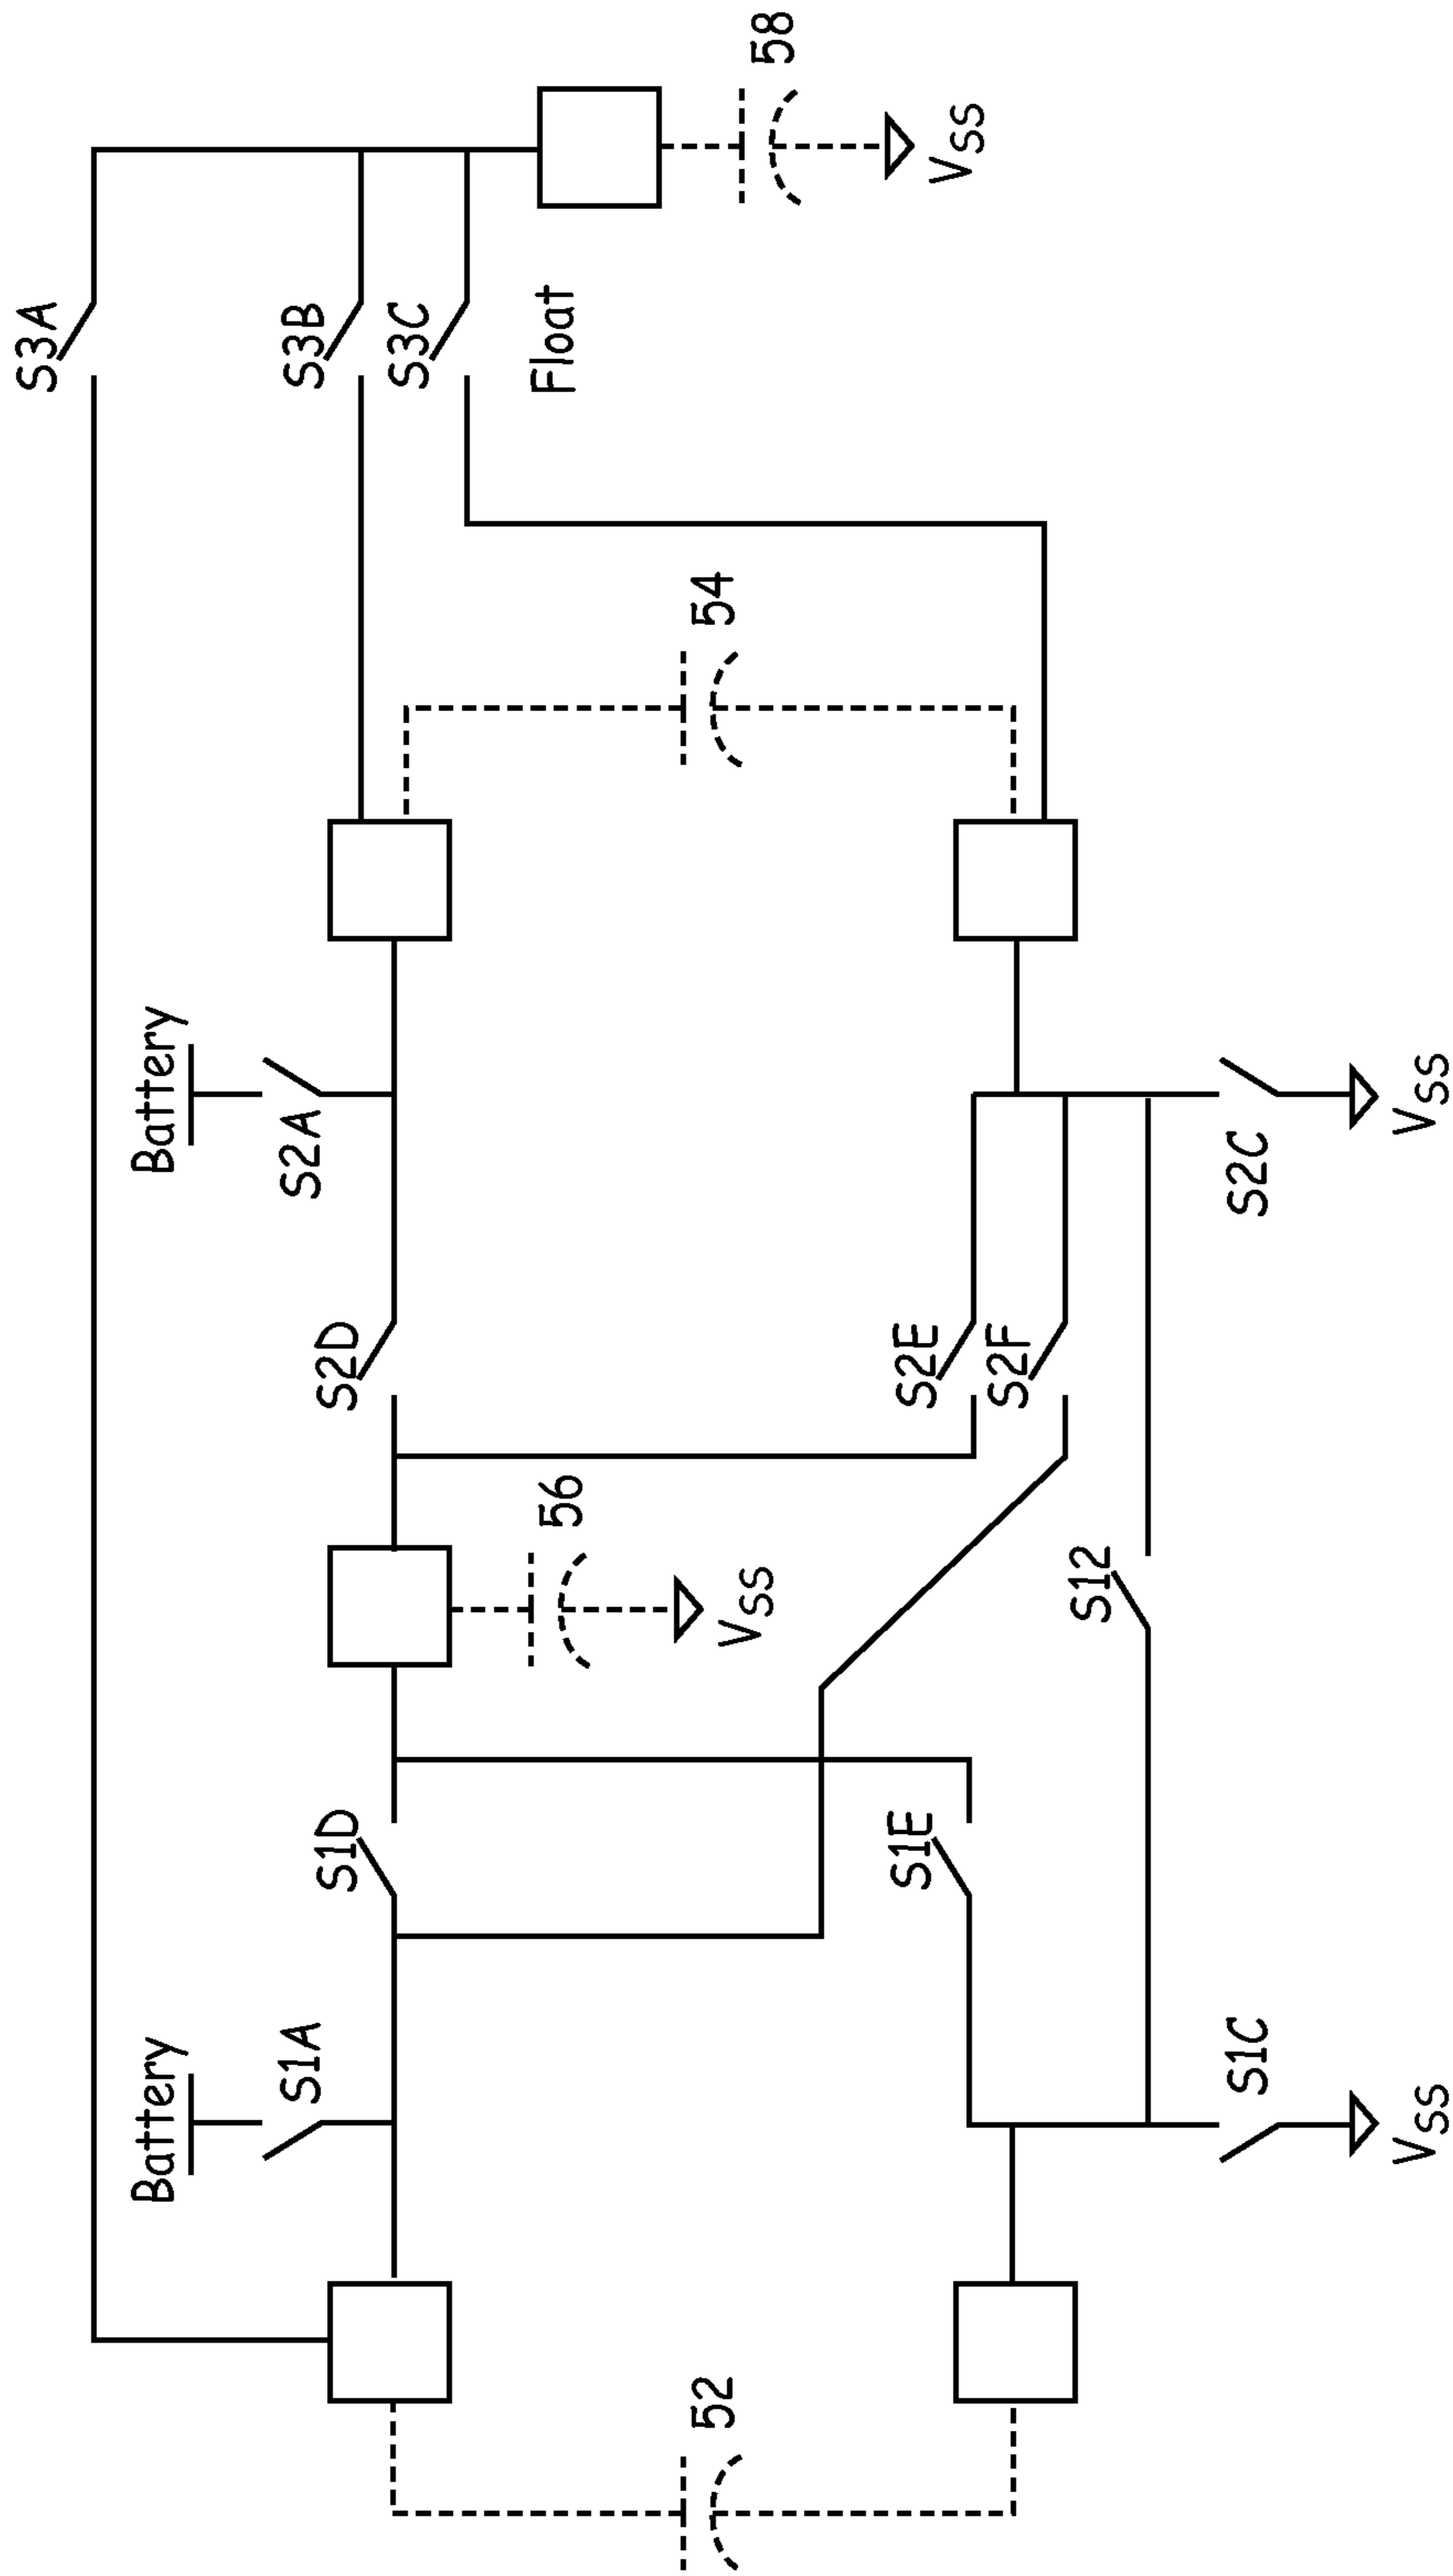 S3A
Battery
Battery
S1A
S2A
S3B
S1D
S2D
S3C
56
Float
52
54
Vss
58
S1E
S2E
Vss
S2F
S12
S1C
S2C
Vss
Vss